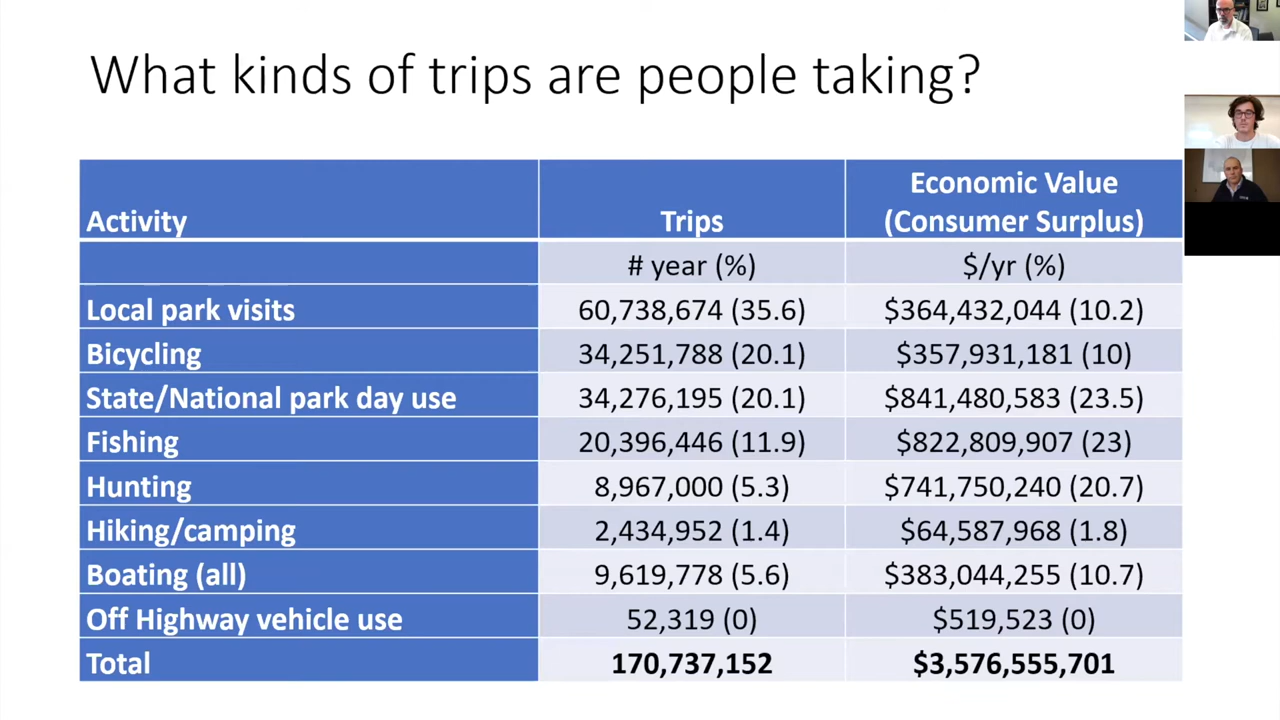 What kinds of trips are people taking?
Activity Trips Economic Value (Consumer Surplus)
# year (%) $/yr (%)
Local park visits 60,738,674 (35.6) $364,432,044 (10.2)
Bicycling 34,251,788 (20.1) $357,931,181 (10)
State/National park day use 34,276,195 (20.1) $841,480,583 (23.5)
Fishing 20,396,446 (11.9) $822,809,907 (23)
Hunting 8,967,000 (5.3) $741,750,240 (20.7)
Hiking/camping 2,434,952 (1.4) $64,587,968 (1.8)
Boating (all) 9,619,778 (5.6) $383,044,255 (10.7)
Off Highway vehicle use 52,319 (0) $519,523 (0)
Total 170,737,152 $3,576,555,701